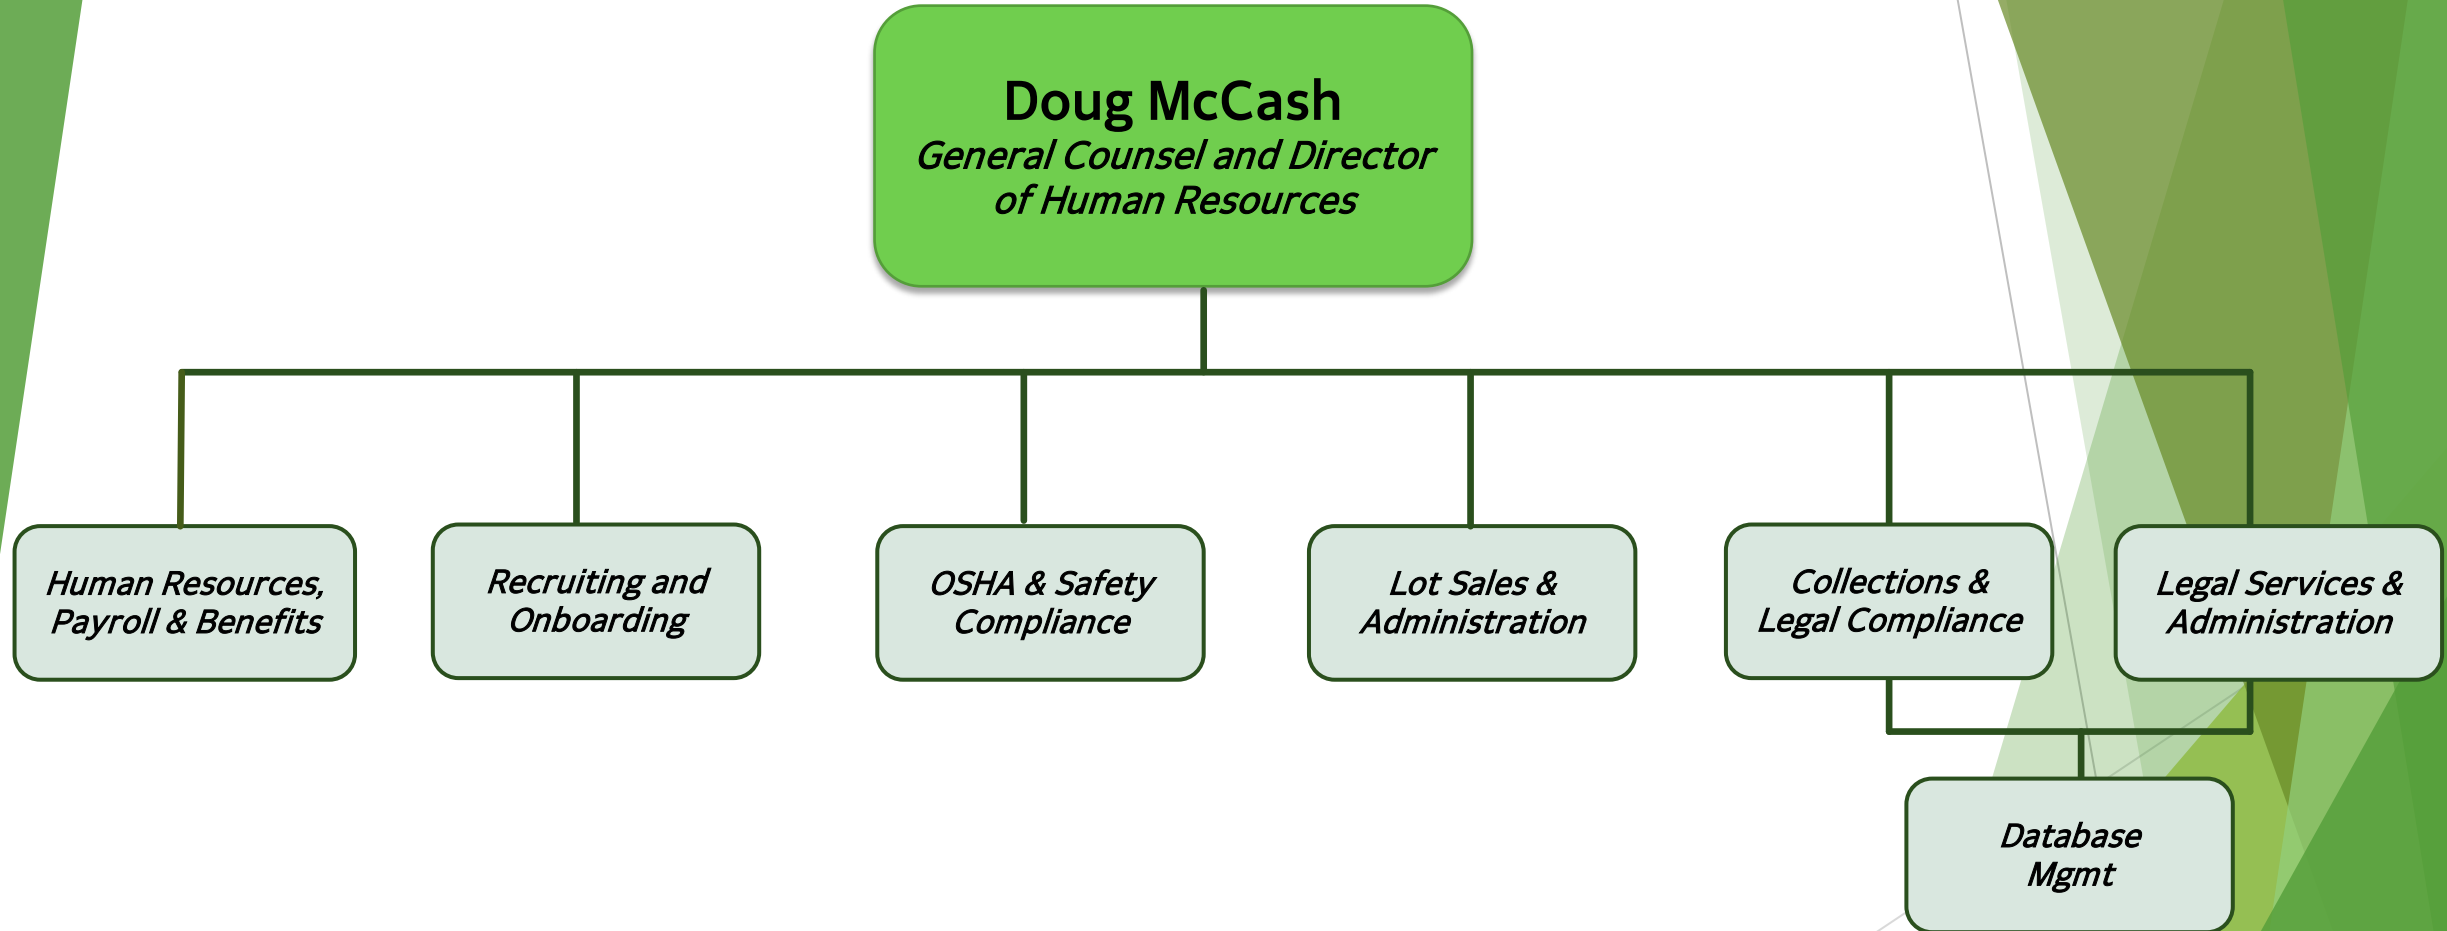 Doug McCash
General Counsel and Director
of Human Resources
Human Resources,
Payroll & Benefits
Recruiting and
Onboarding
OSHA & Safety
Compliance
Lot Sales &
Administration
Collections &
Legal Compliance
Legal Services &
Administration
Database
Mgmt